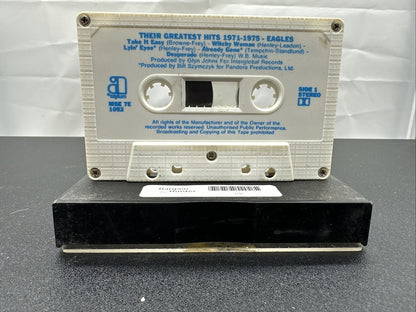 THEIR GREATEST HITS 1971-1975 - EAGLES
Take It Easy (Browne-Frey) - Witchy Woman (Henley-Leadon) -
Lyin' Eyes* (Henley-Frey) - Already Gone* (Tempchin-Standlund) -
Desperado (Henley-Frey) W.B. Music
Produced by Glyn Johns For Interglobal Records
*Produced by Bill Szymczyk for Pandora Productions, Ltd.
a
MSE 7E
1052
SIDE 1
STEREO
All rights of the Manufacturer and of the Owner of the
recorded works reserved. Unauthorised Public Performance,
Broadcasting and Copying of this Tape prohibited